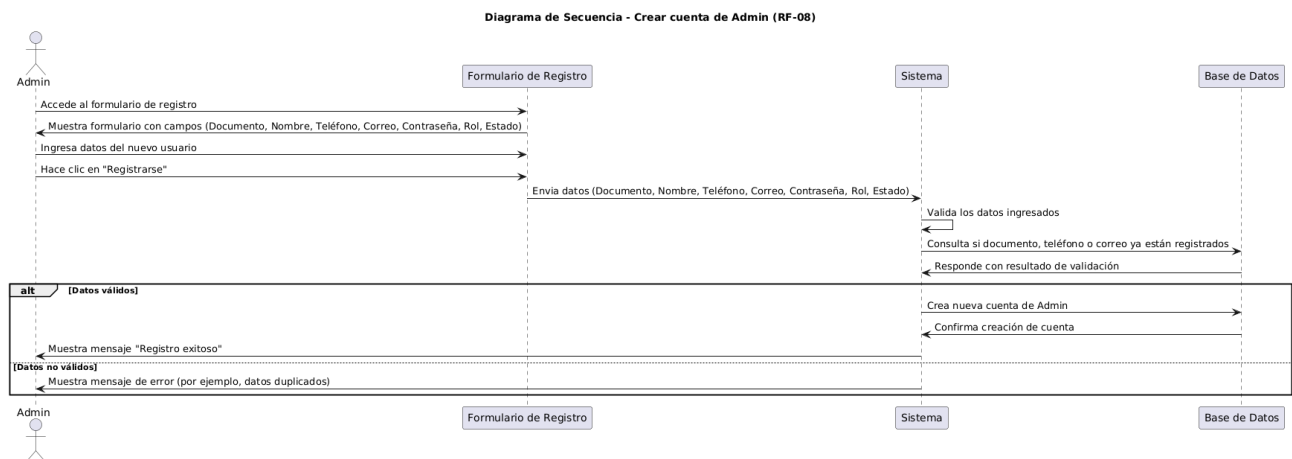 Diagrama de Secuencia - Crear cuenta de Admin (RF-08)
Admin
Formulario de Registro
Sistema
Base de Datos
Accede al formulario de registro
Muestra formulario con campos (Documento, Nombre, Teléfono, Correo, Contraseña, Rol, Estado)
Ingresa datos del nuevo usuario
Hace clic en "Registrarse"
Envia datos (Documento, Nombre, Teléfono, Correo, Contraseña, Rol, Estado)
Valida los datos ingresados
Consulta si documento, teléfono o correo ya están registrados
Responde con resultado de validación
alt
[Datos válidos]
Crea nueva cuenta de Admin
Confirma creación de cuenta
Muestra mensaje "Registro exitoso"
[Datos no válidos]
Muestra mensaje de error (por ejemplo, datos duplicados)
Admin
Formulario de Registro
Sistema
Base de Datos